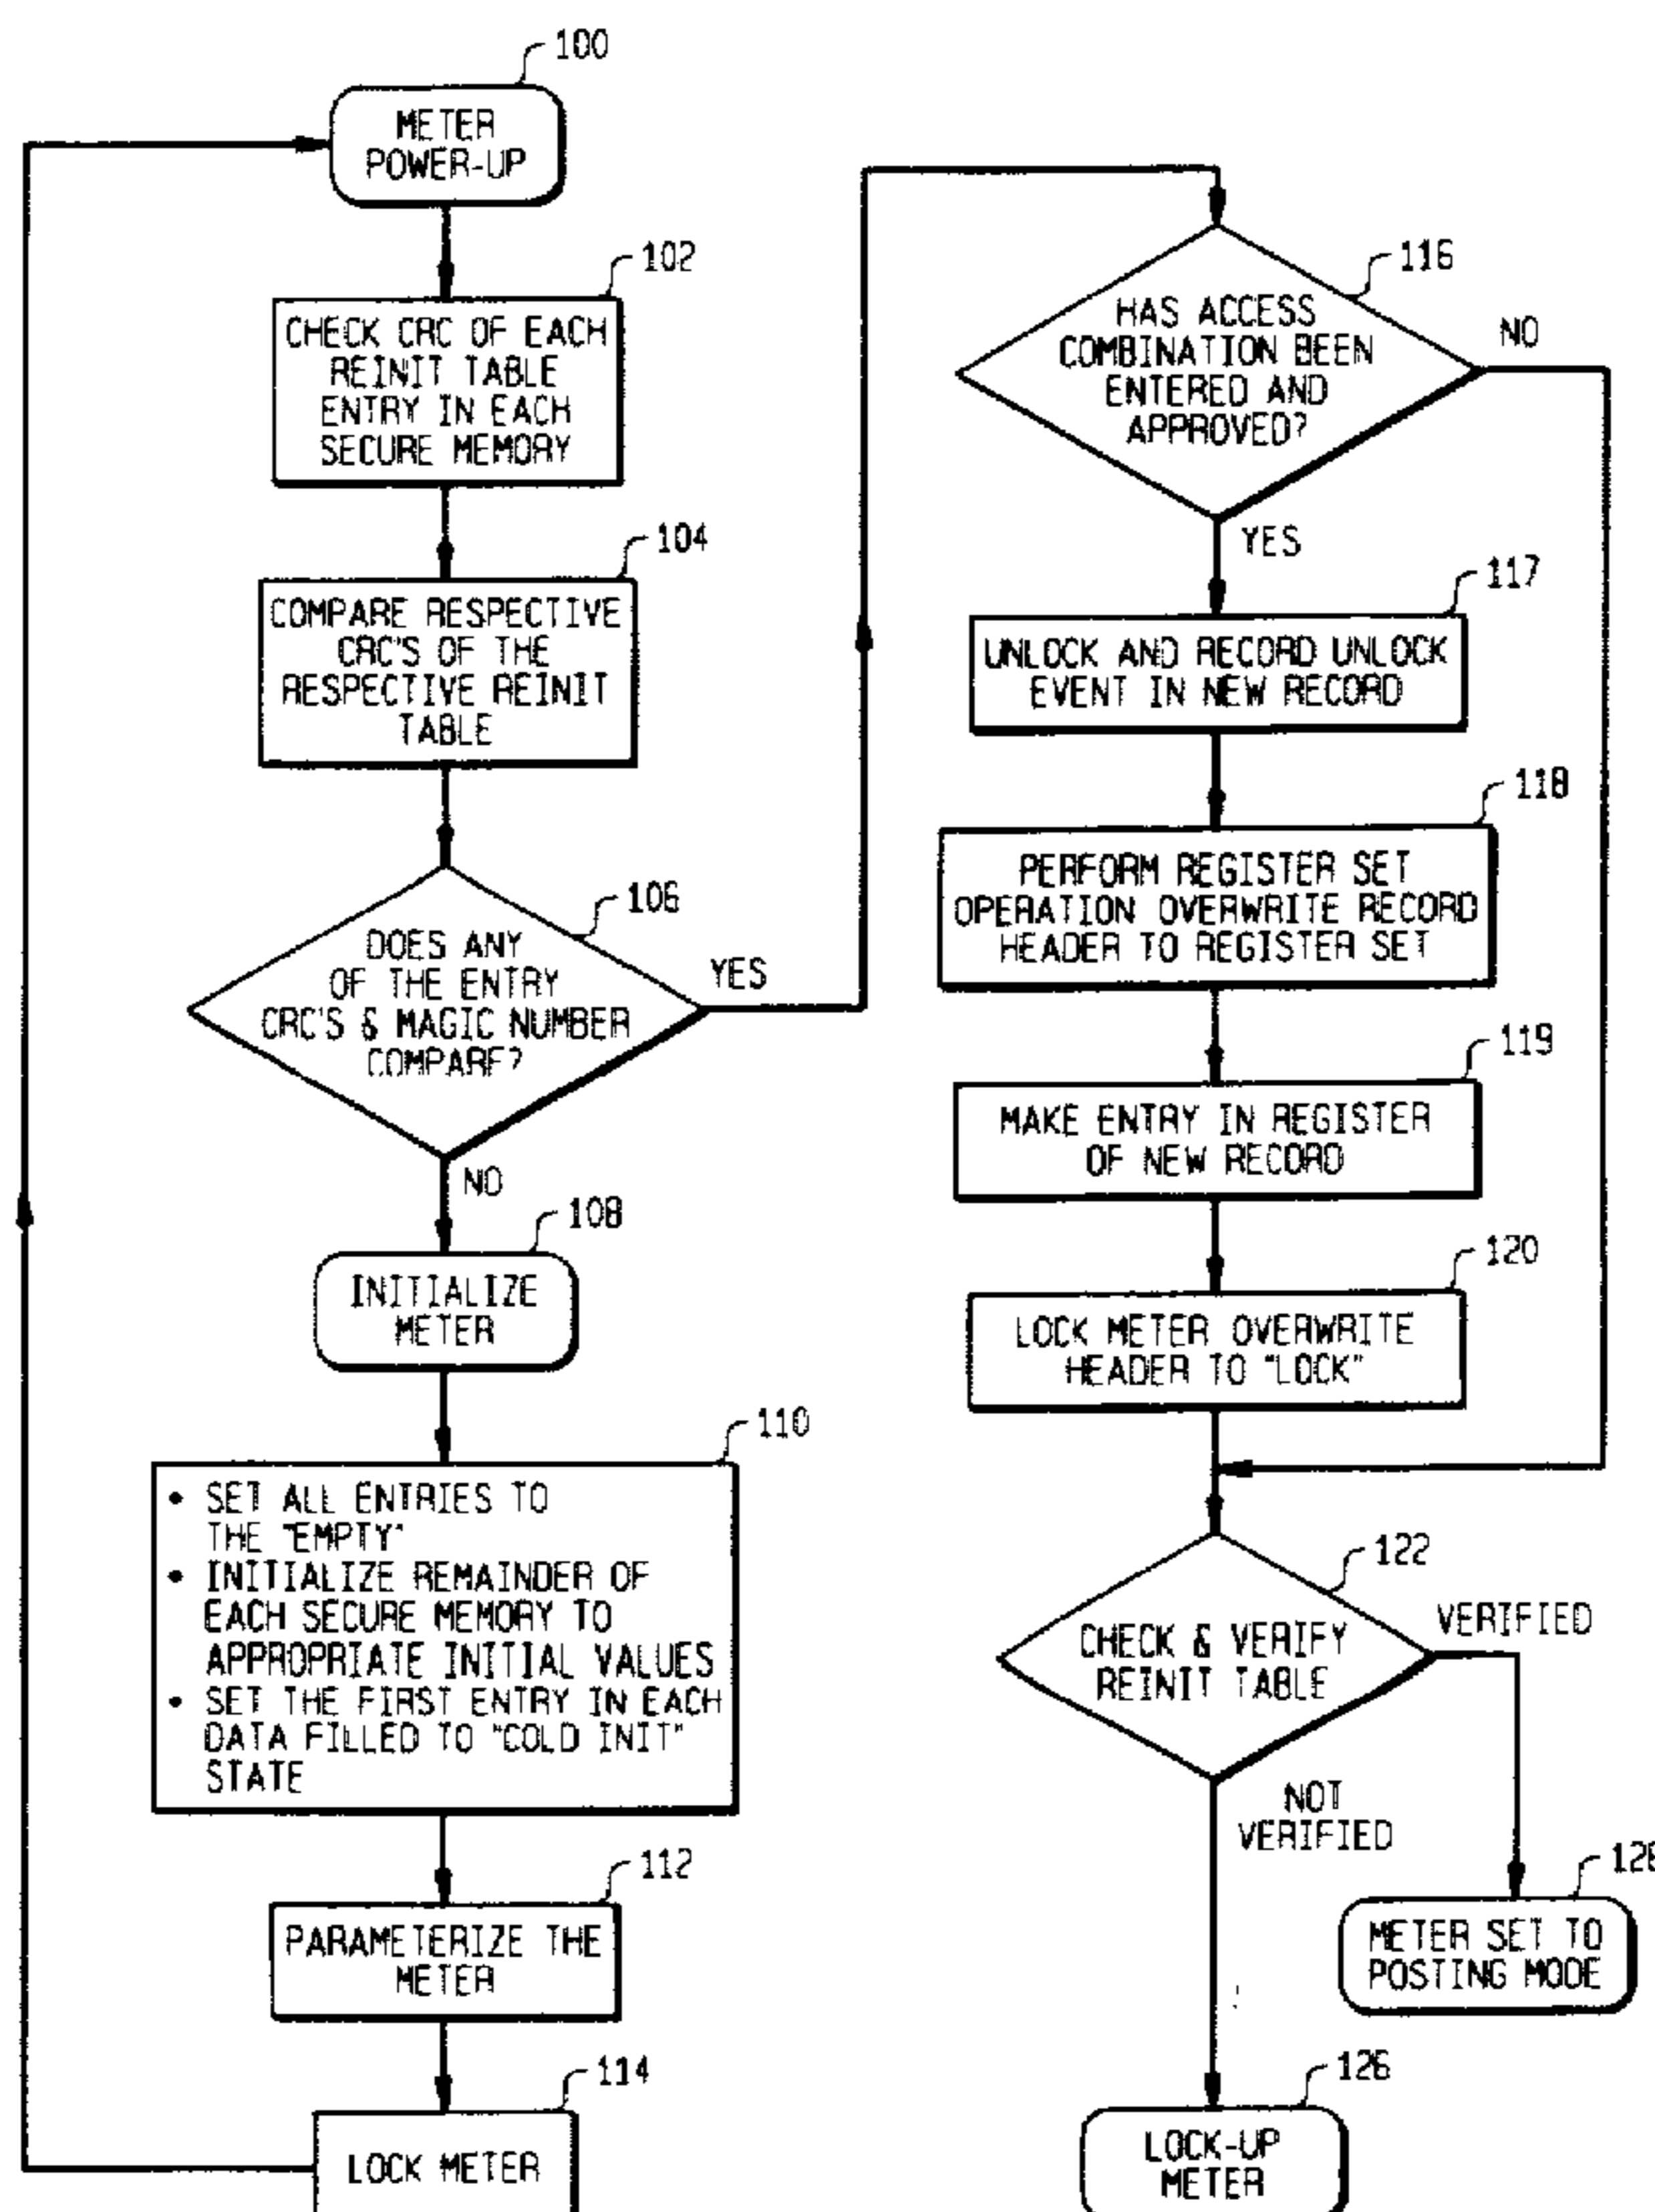 100
METER
POWER-UP
102
CHECK CRC OF EACH
REINIT TABLE
ENTRY IN EACH
SECURE MEMORY
104
COMPARE RESPECTIVE
CRC'S OF THE
RESPECTIVE REINIT
TABLE
106
DOES ANY
OF THE ENTRY
CRC'S & MAGIC NUMBER
COMPARE?
YES
NO
108
INITIALIZE
METER
110
• SET ALL ENTRIES TO
THE "EMPTY"
• INITIALIZE REMAINDER OF
EACH SECURE MEMORY TO
APPROPRIATE INITIAL VALUES
• SET THE FIRST ENTRY IN EACH
DATA FILLED TO "COLD INIT"
STATE
112
PARAMETERIZE THE
METER
114
LOCK METER
116
HAS ACCESS
COMBINATION BEEN
ENTERED AND
APPROVED?
NO
YES
117
UNLOCK AND RECORD UNLOCK
EVENT IN NEW RECORD
118
PERFORM REGISTER SET
OPERATION OVERWRITE RECORD
HEADER TO REGISTER SET
119
MAKE ENTRY IN REGISTER
OF NEW RECORD
120
LOCK METER OVERWRITE
HEADER TO "LOCK"
122
CHECK & VERIFY
REINIT TABLE
VERIFIED
NOT
VERIFIED
METER SET TO
POSTING MODE
126
LOCK-UP
METER